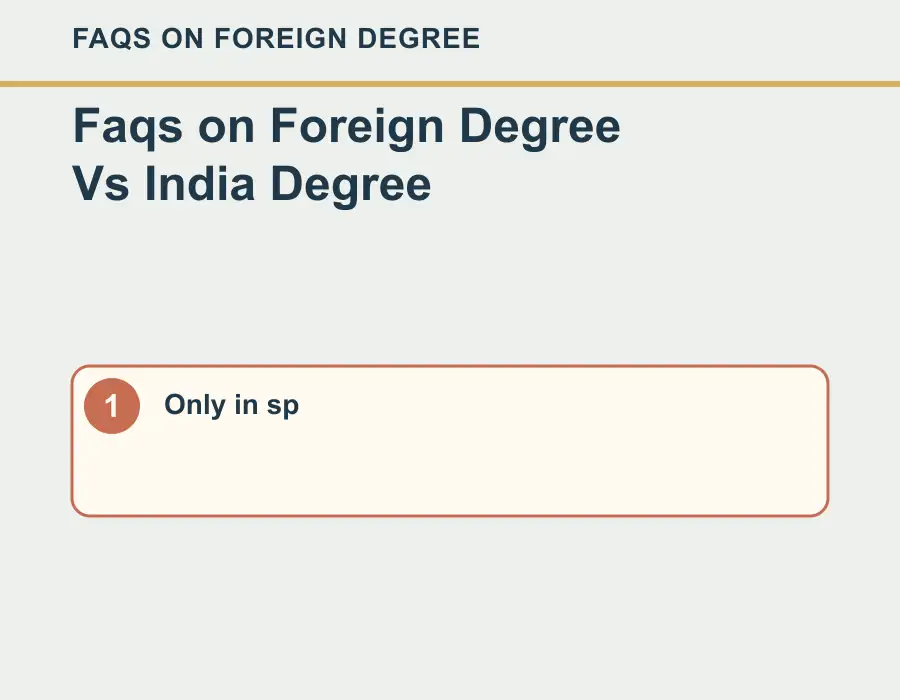 FAQS ON FOREIGN DEGREE
Faqs on Foreign Degree
Vs India Degree
1
Only in sp